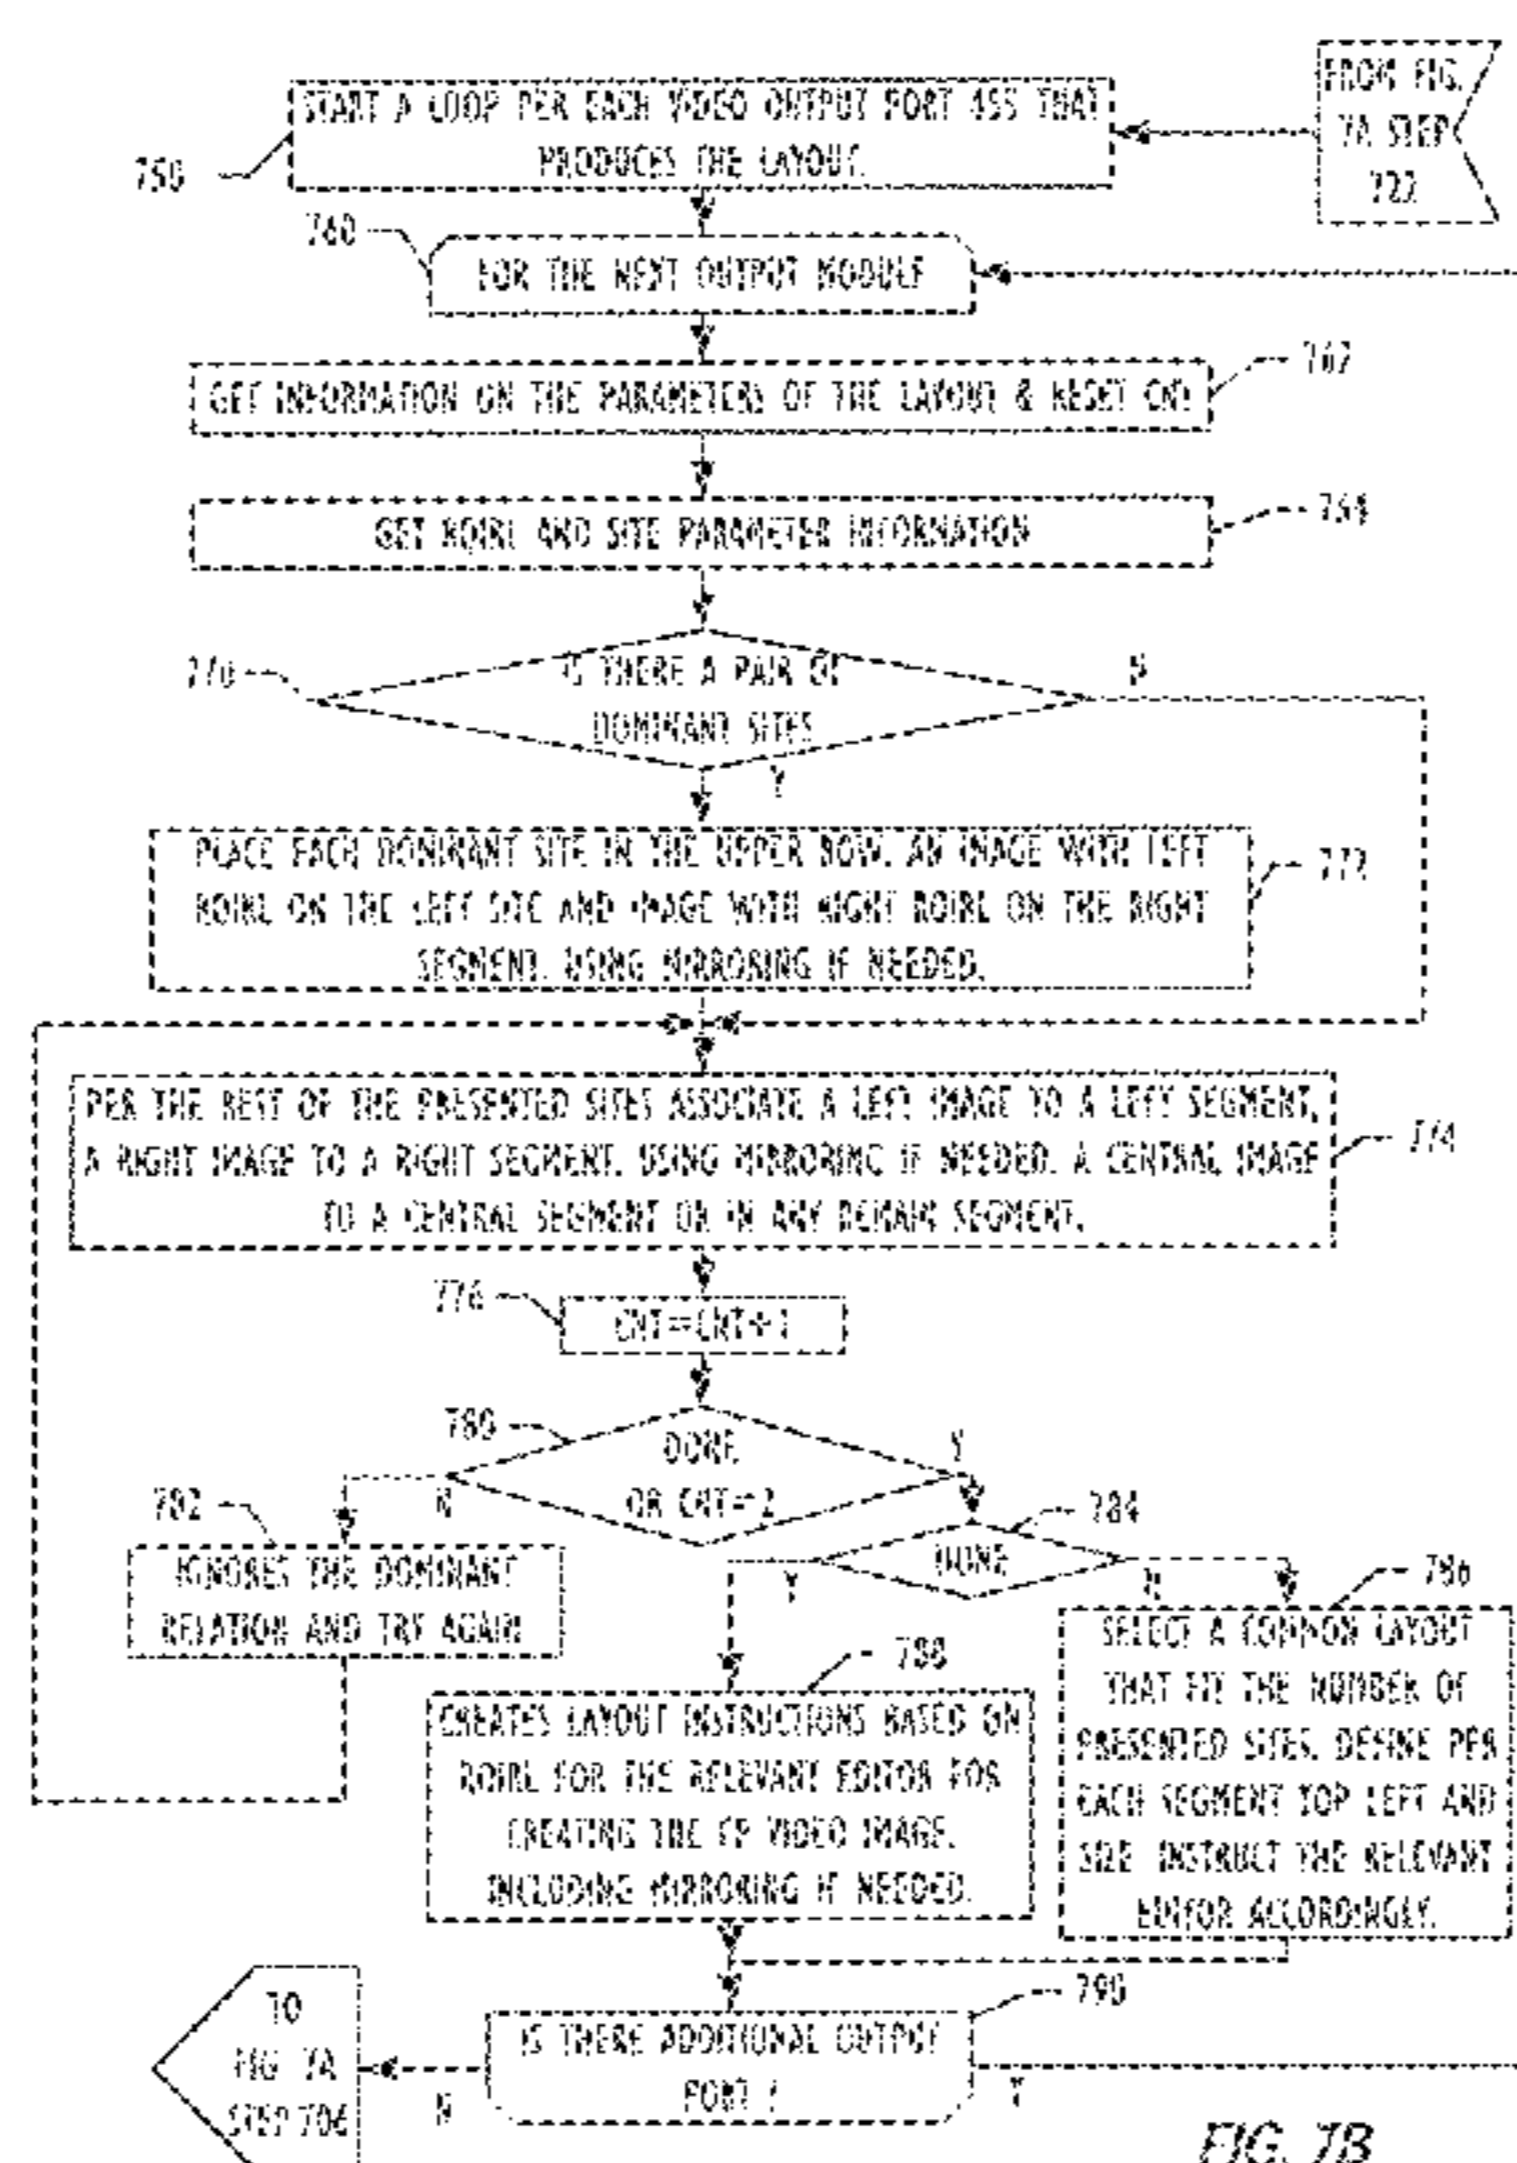 START A LOOP PER EACH VIDEO OUTPUT PORT 455 THAT
PRODUCES THE LAYOUT.
FROM FIG.
7A STEP
722
750
760
FOR THE NEXT OUTPUT MODULE
GET INFORMATION ON THE PARAMETERS OF THE LAYOUT & RESET CNT
762
GET ROIRL AND SITE PARAMETER INFORMATION
770
IS THERE A PAIR OF
DOMINANT SITES
N
Y
PLACE EACH DOMINANT SITE IN THE UPPER ROW. AN IMAGE WITH LEFT
ROIRL ON THE LEFT SITE AND IMAGE WITH RIGHT ROIRL ON THE RIGHT
SEGMENT. USING MIRRORING IF NEEDED.
772
PER THE REST OF THE PRESENTED SITES ASSOCIATE A LEFT IMAGE TO A LEFT SEGMENT,
A RIGHT IMAGE TO A RIGHT SEGMENT. USING MIRRORING IF NEEDED. A CENTRAL IMAGE
TO A CENTRAL SEGMENT OR IN ANY REMAIN SEGMENT.
774
776
CNT=CNT+1
780
DONE
OR CNT=2
Y
N
782
IGNORES THE DOMINANT
RELATION AND TRY AGAIN
784
DONE
Y
N
786
SELECT A COMMON LAYOUT
THAT FIT THE NUMBER OF
PRESENTED SITES. DEFINE PER
EACH SEGMENT TOP LEFT AND
SIZE INSTRUCT THE RELEVANT
EDITOR ACCORDINGLY.
788
CREATES LAYOUT INSTRUCTIONS BASED ON
ROIRL FOR THE RELEVANT EDITOR FOR
CREATING THE CP VIDEO IMAGE.
INCLUDING MIRRORING IF NEEDED.
790
IS THERE ADDITIONAL OUTPUT
PORT ?
Y
N
TO
FIG 7A
STEP 706
FIG. 7B